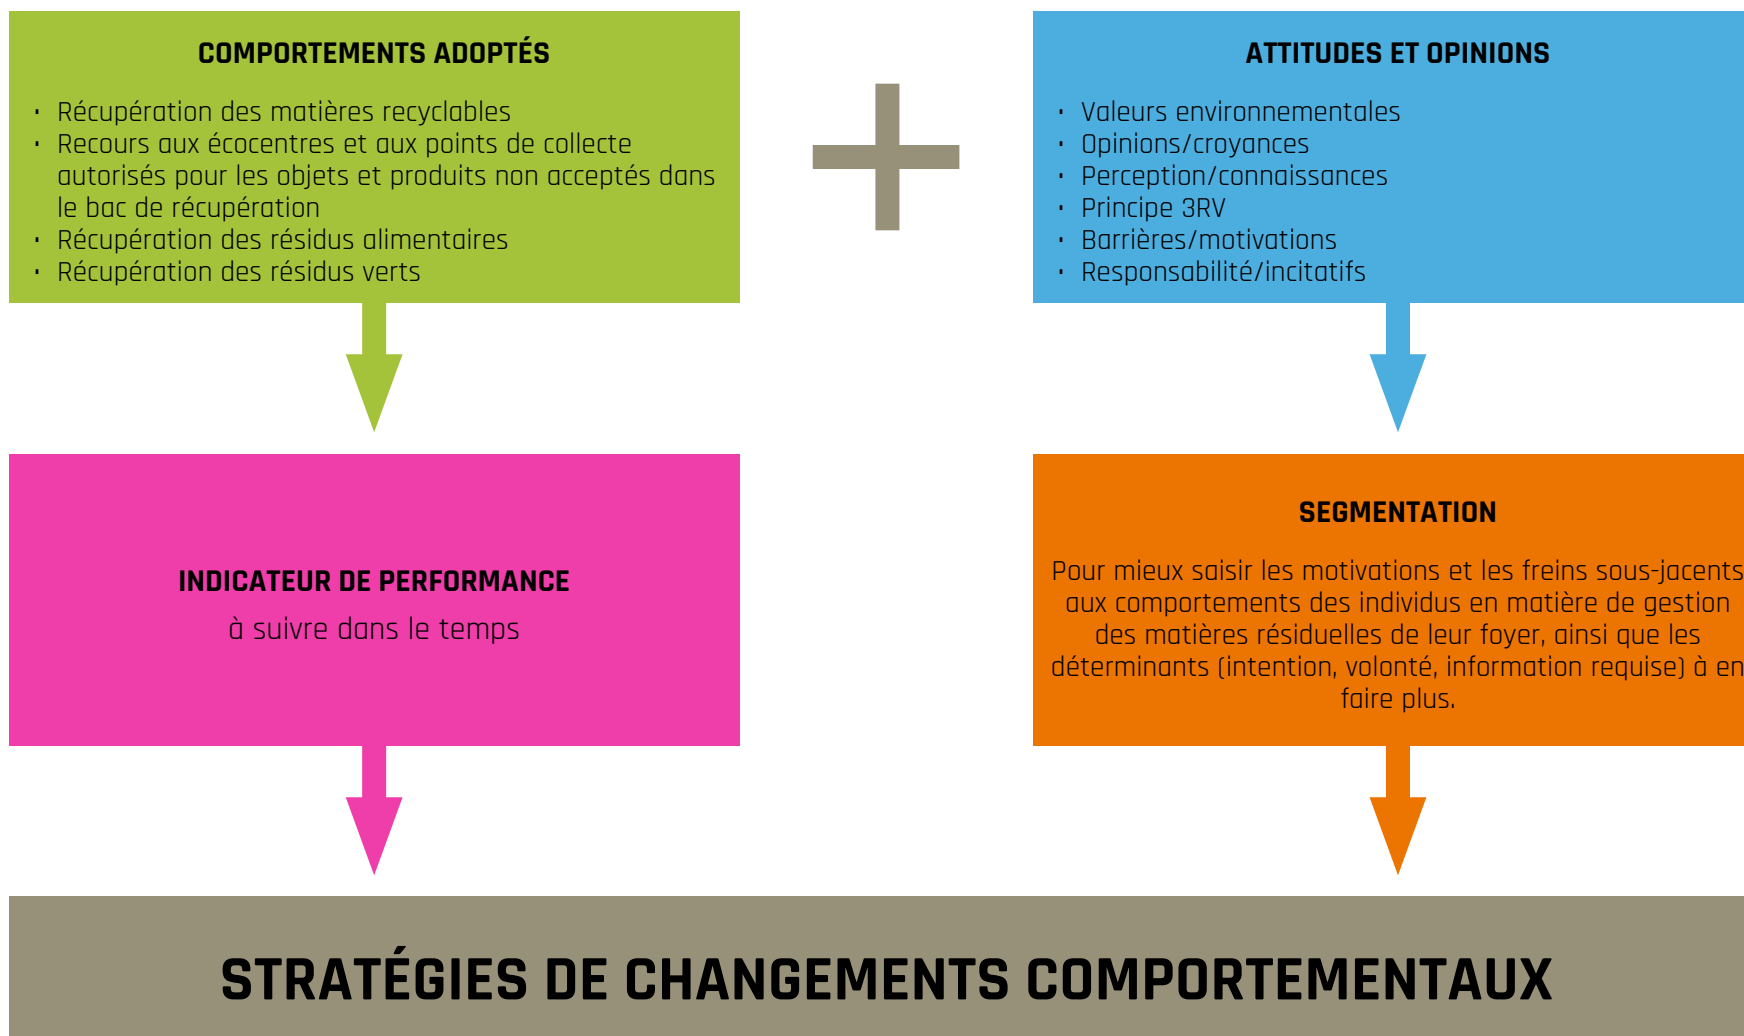 COMPORTEMENTS ADOPTÉS
· Récupération des matières recyclables
· Recours aux écocentres et aux points de collecte
autorisés pour les objets et produits non acceptés dans
le bac de récupération
· Récupération des résidus alimentaires
· Récupération des résidus verts
ATTITUDES ET OPINIONS
· Valeurs environnementales
· Opinions/croyances
· Perception/connaissances
· Principe 3RV
· Barrières/motivations
· Responsabilité/incitatifs
INDICATEUR DE PERFORMANCE
à suivre dans le temps
SEGMENTATION
Pour mieux saisir les motivations et les freins sous-jacents
aux comportements des individus en matière de gestion
des matières résiduelles de leur foyer, ainsi que les
déterminants (intention, volonté, information requise) à en
faire plus.
STRATÉGIES DE CHANGEMENTS COMPORTEMENTAUX